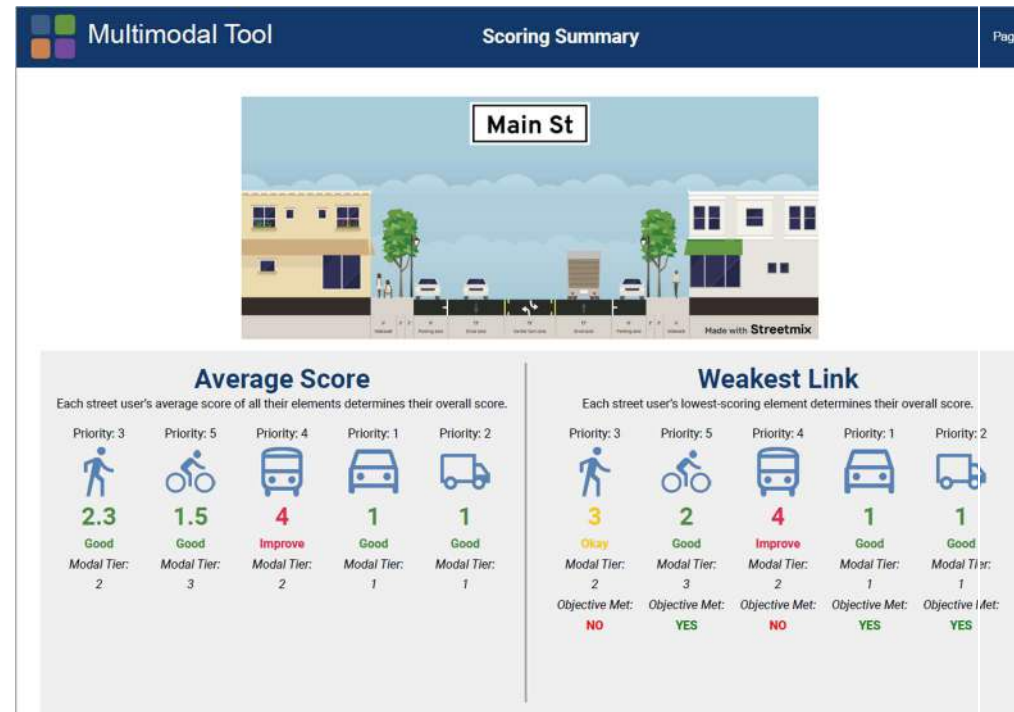 Multimodal Tool
Scoring Summary
Pag
Main St
Made with Streetmix
Average Score
Each street user's average score of all their elements determines their overall score.
Priority: 3 Priority: 5 Priority: 4 Priority: 1 Priority: 2
2.3 1.5 4 1 1
Good Good Improve Good Good
Modal Tier: Modal Tier: Modal Tier: Modal Tier: Modal Tier:
2 3 2 1 1
Weakest Link
Each street user's lowest-scoring element determines their overall score.
Priority: 3 Priority: 5 Priority: 4 Priority: 1 Priority: 2
3 2 4 1 1
Okay Good Improve Good Good
Modal Tier: Modal Tier: Modal Tier: Modal Tier: Modal Tier:
2 3 2 1 1
Objective Met: Objective Met: Objective Met: Objective Met: Objective Met:
NO YES NO YES YES